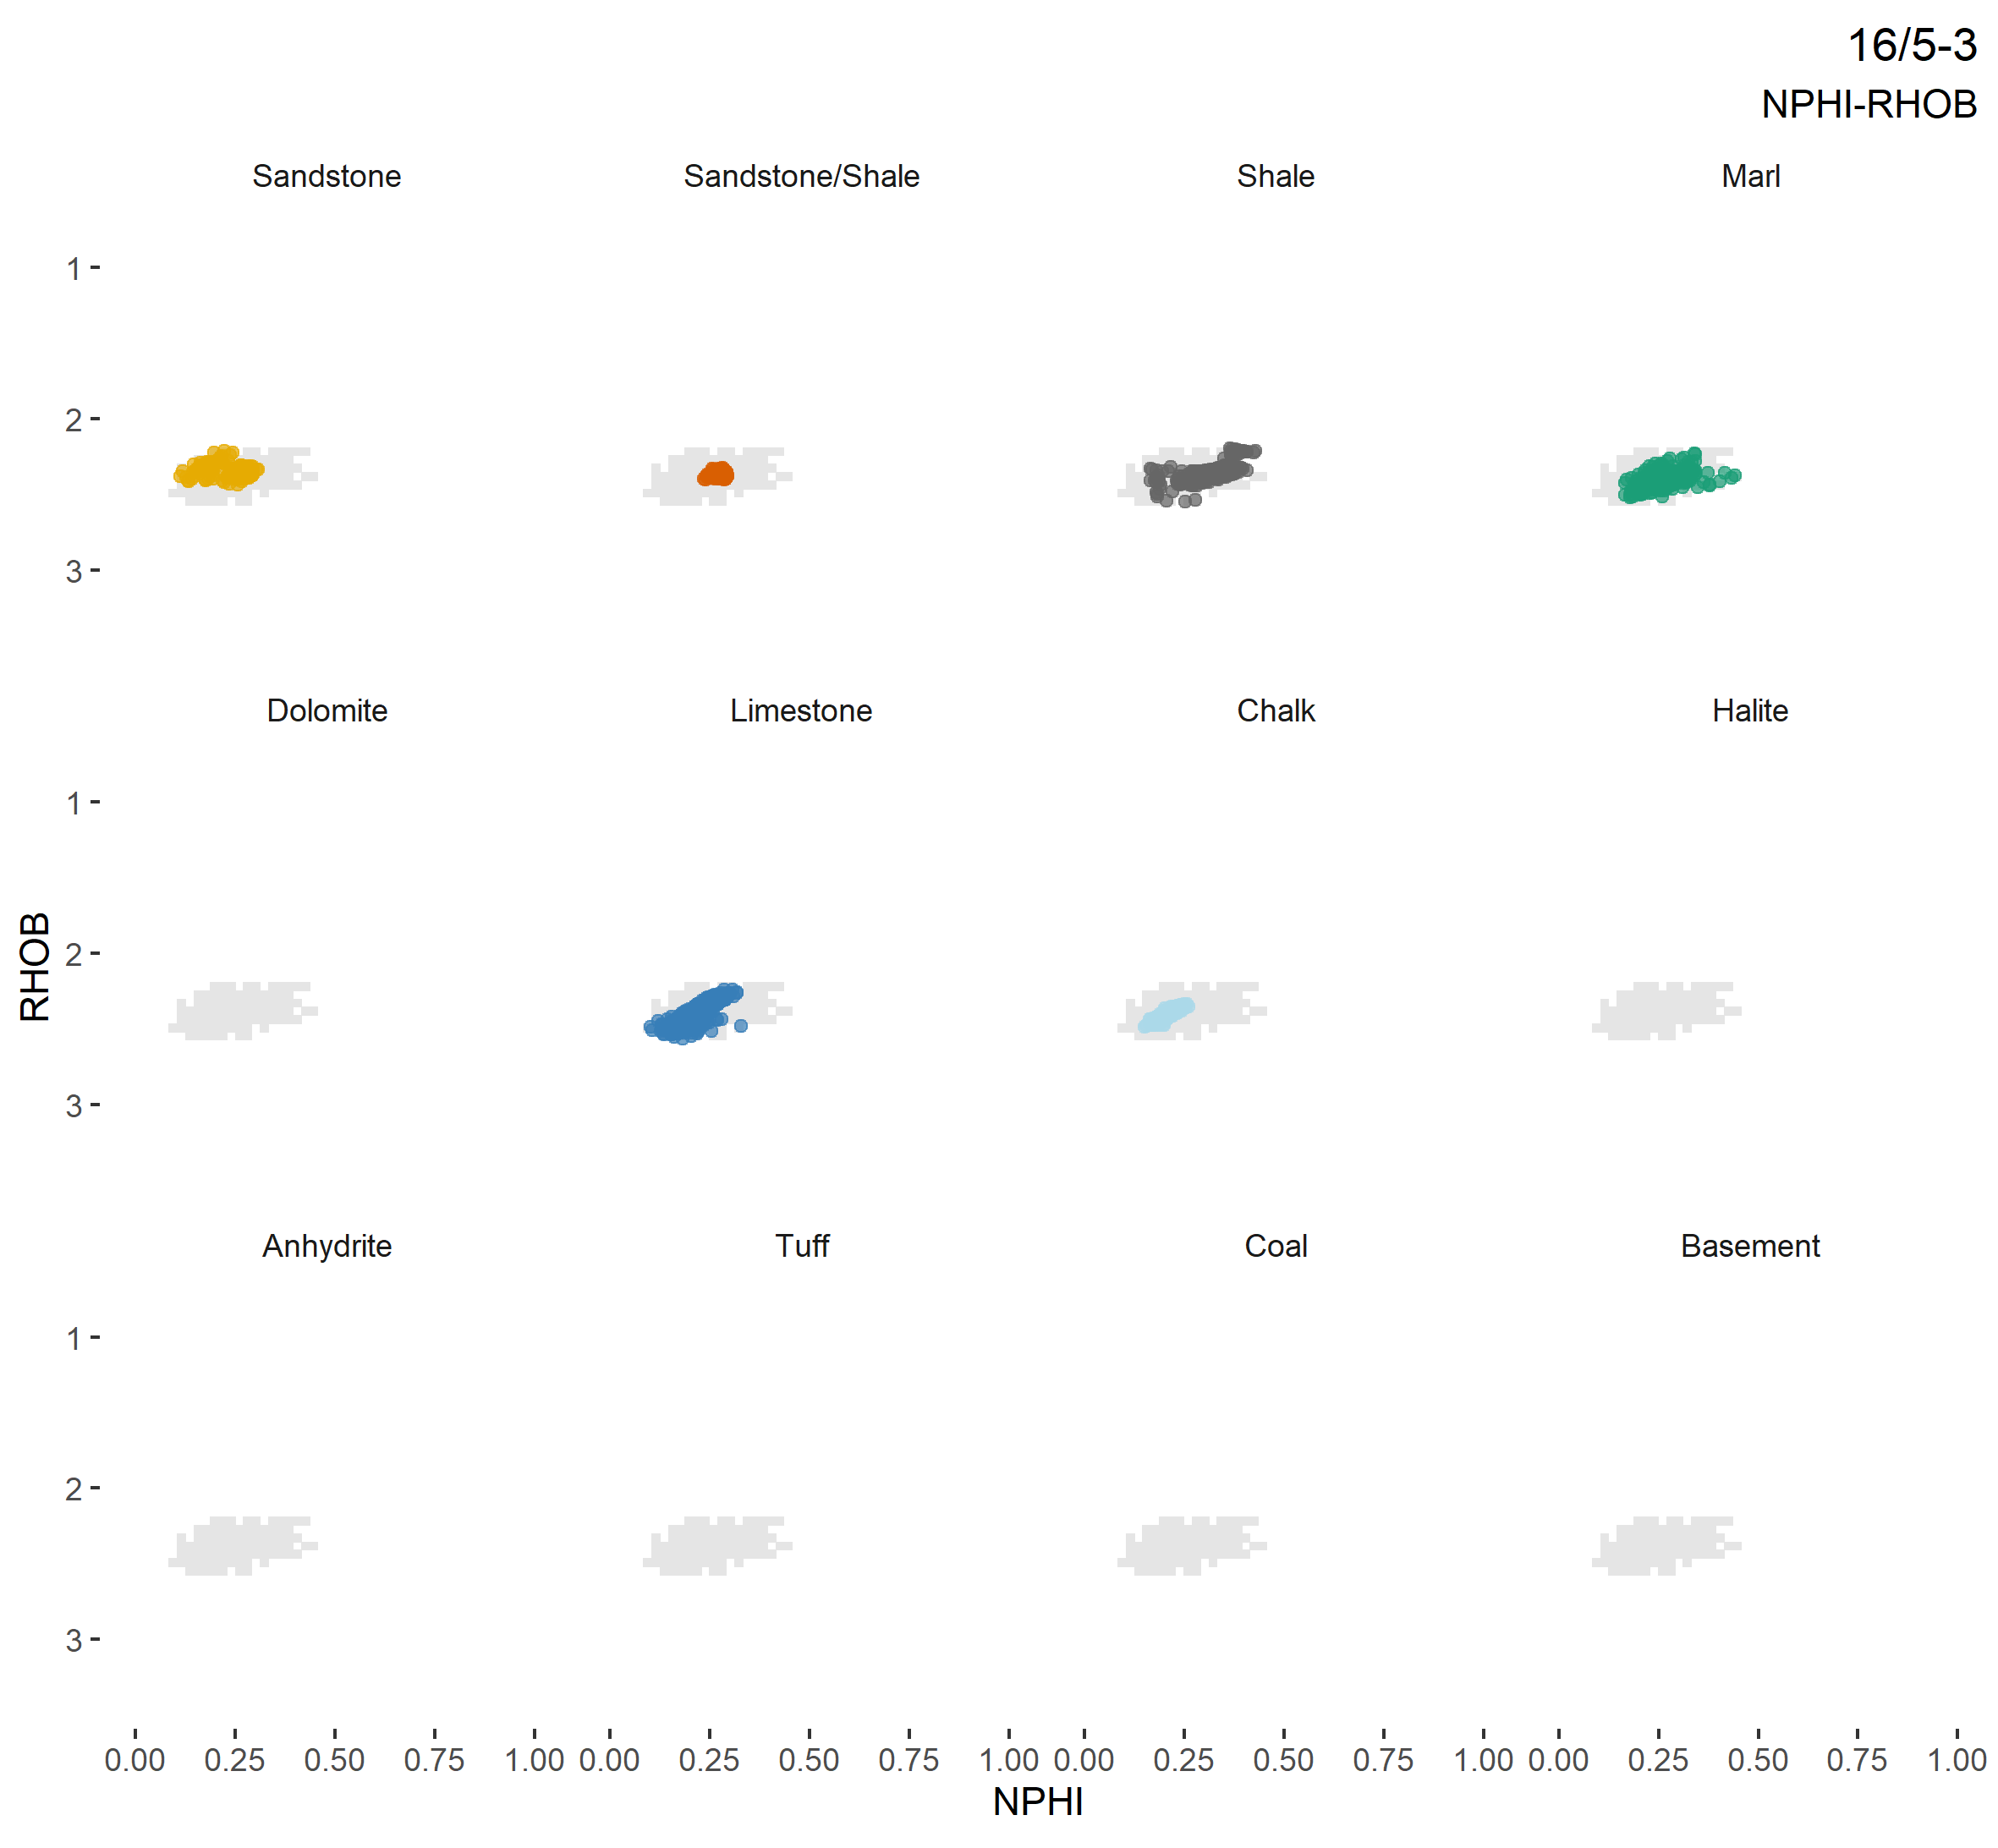 16/5-3
NPHI-RHOB
Sandstone Sandstone/Shale Shale Marl
1
2
3
Dolomite Limestone Chalk Halite
1
2
3
RHOB
Anhydrite Tuff Coal Basement
1
2
3
0.00 0.25 0.50 0.75 1.00 0.00 0.25 0.50 0.75 1.00 0.00 0.25 0.50 0.75 1.00 0.00 0.25 0.50 0.75 1.00
NPHI